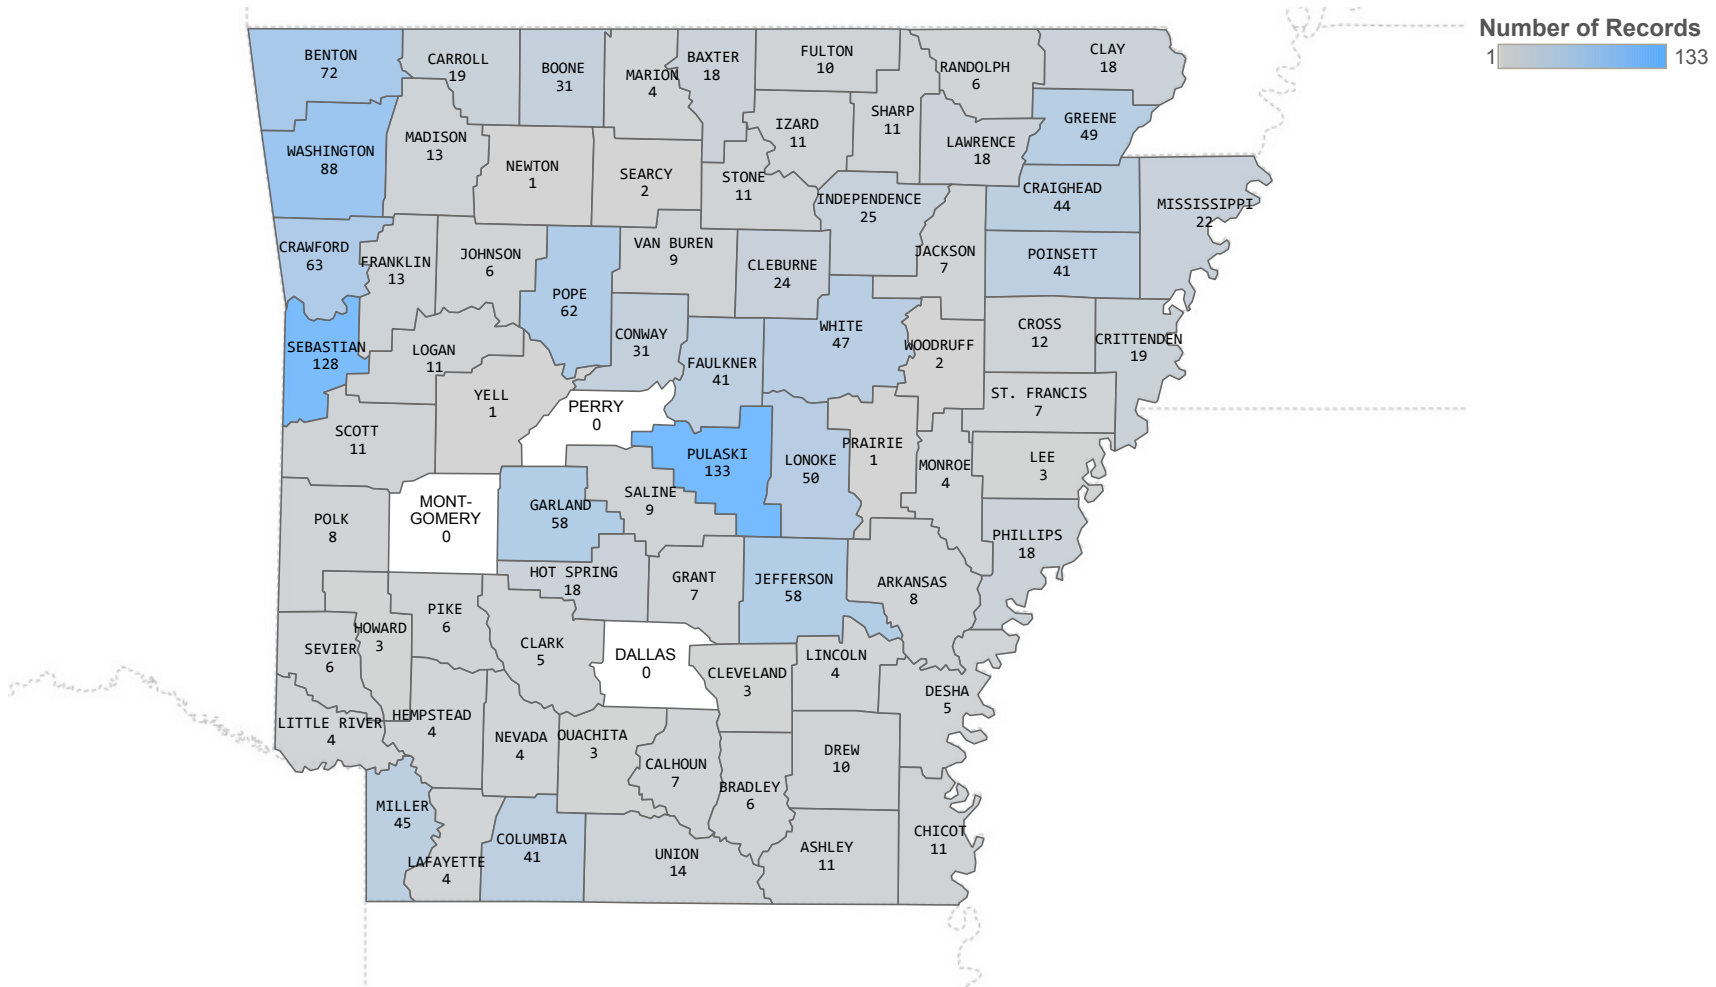 Number of Records
1
133
BENTON
72
CARROLL
19
BOONE
31
MARION
4
BAXTER
18
FULTON
10
RANDOLPH
6
CLAY
18
GREENE
49
SHARP
11
IZARD
11
LAWRENCE
18
WASHINGTON
88
MADISON
13
NEWTON
1
SEARCY
2
STONE
11
INDEPENDENCE
25
CRAIGHEAD
44
MISSISSIPPI
22
CRAWFORD
63
FRANKLIN
13
JOHNSON
6
POPE
62
VAN BUREN
9
CLEBURNE
24
JACKSON
7
POINSETT
41
SEBASTIAN
128
LOGAN
11
CONWAY
31
FAULKNER
41
WHITE
47
WOODRUFF
2
CROSS
12
CRITTENDEN
19
YELL
1
PERRY
0
ST. FRANCIS
7
SCOTT
11
PULASKI
133
LONOKE
50
PRAIRIE
1
MONROE
4
LEE
3
POLK
8
MONT-
GOMERY
0
GARLAND
58
SALINE
9
PHILLIPS
18
HOT SPRING
18
GRANT
7
JEFFERSON
58
ARKANSAS
8
SEVIER
6
HOWARD
3
PIKE
6
CLARK
5
DALLAS
0
CLEVELAND
3
LINCOLN
4
DESHA
5
LITTLE RIVER
4
HEMPSTEAD
4
NEVADA
4
OUACHITA
3
CALHOUN
7
BRADLEY
6
DREW
10
MILLER
45
LAFAYETTE
4
COLUMBIA
41
UNION
14
ASHLEY
11
CHICOT
11